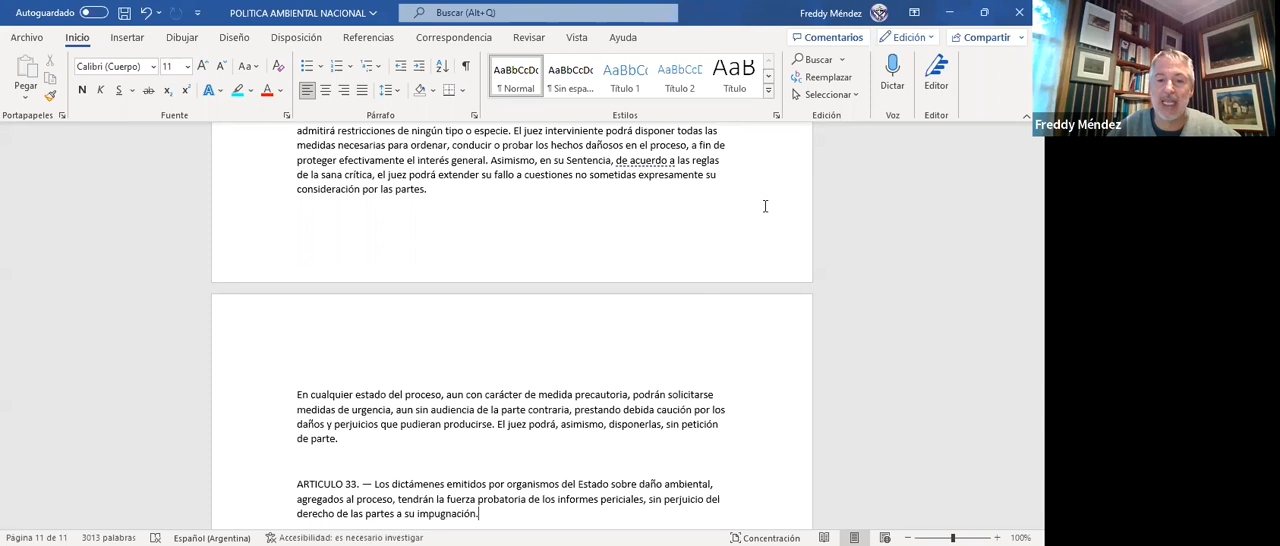 Autoguardado
POLITICA AMBIENTAL NACIONAL
Buscar (Alt+Q)
Freddy Méndez
Archivo Inicio Insertar Dibujar Diseño Disposición Referencias Correspondencia Revisar Vista Ayuda
Comentarios Edición Compartir
Pegar
Calibri (Cuerpo) 11
N K S ab x₂ x² A A
AaBbCcDc AaBbCcDc AaBbCc AaBbCcD AaB
¶ Normal ¶ Sin espa... Título 1 Título 2 Título
Buscar
Reemplazar
Seleccionar
Dictar
Editor
Portapapeles Fuente Párrafo Estilos Edición Voz Editor
Freddy Méndez
admitirá restricciones de ningún tipo o especie. El juez interviniente podrá disponer todas las
medidas necesarias para ordenar, conducir o probar los hechos dañosos en el proceso, a fin de
proteger efectivamente el interés general. Asimismo, en su Sentencia, de acuerdo a las reglas
de la sana crítica, el juez podrá extender su fallo a cuestiones no sometidas expresamente su
consideración por las partes.
En cualquier estado del proceso, aun con carácter de medida precautoria, podrán solicitarse
medidas de urgencia, aun sin audiencia de la parte contraria, prestando debida caución por los
daños y perjuicios que pudieran producirse. El juez podrá, asimismo, disponerlas, sin petición
de parte.
ARTICULO 33. — Los dictámenes emitidos por organismos del Estado sobre daño ambiental,
agregados al proceso, tendrán la fuerza probatoria de los informes periciales, sin perjuicio del
derecho de las partes a su impugnación.
Página 11 de 11 3013 palabras Español (Argentina) Accesibilidad: es necesario investigar Concentración 100%